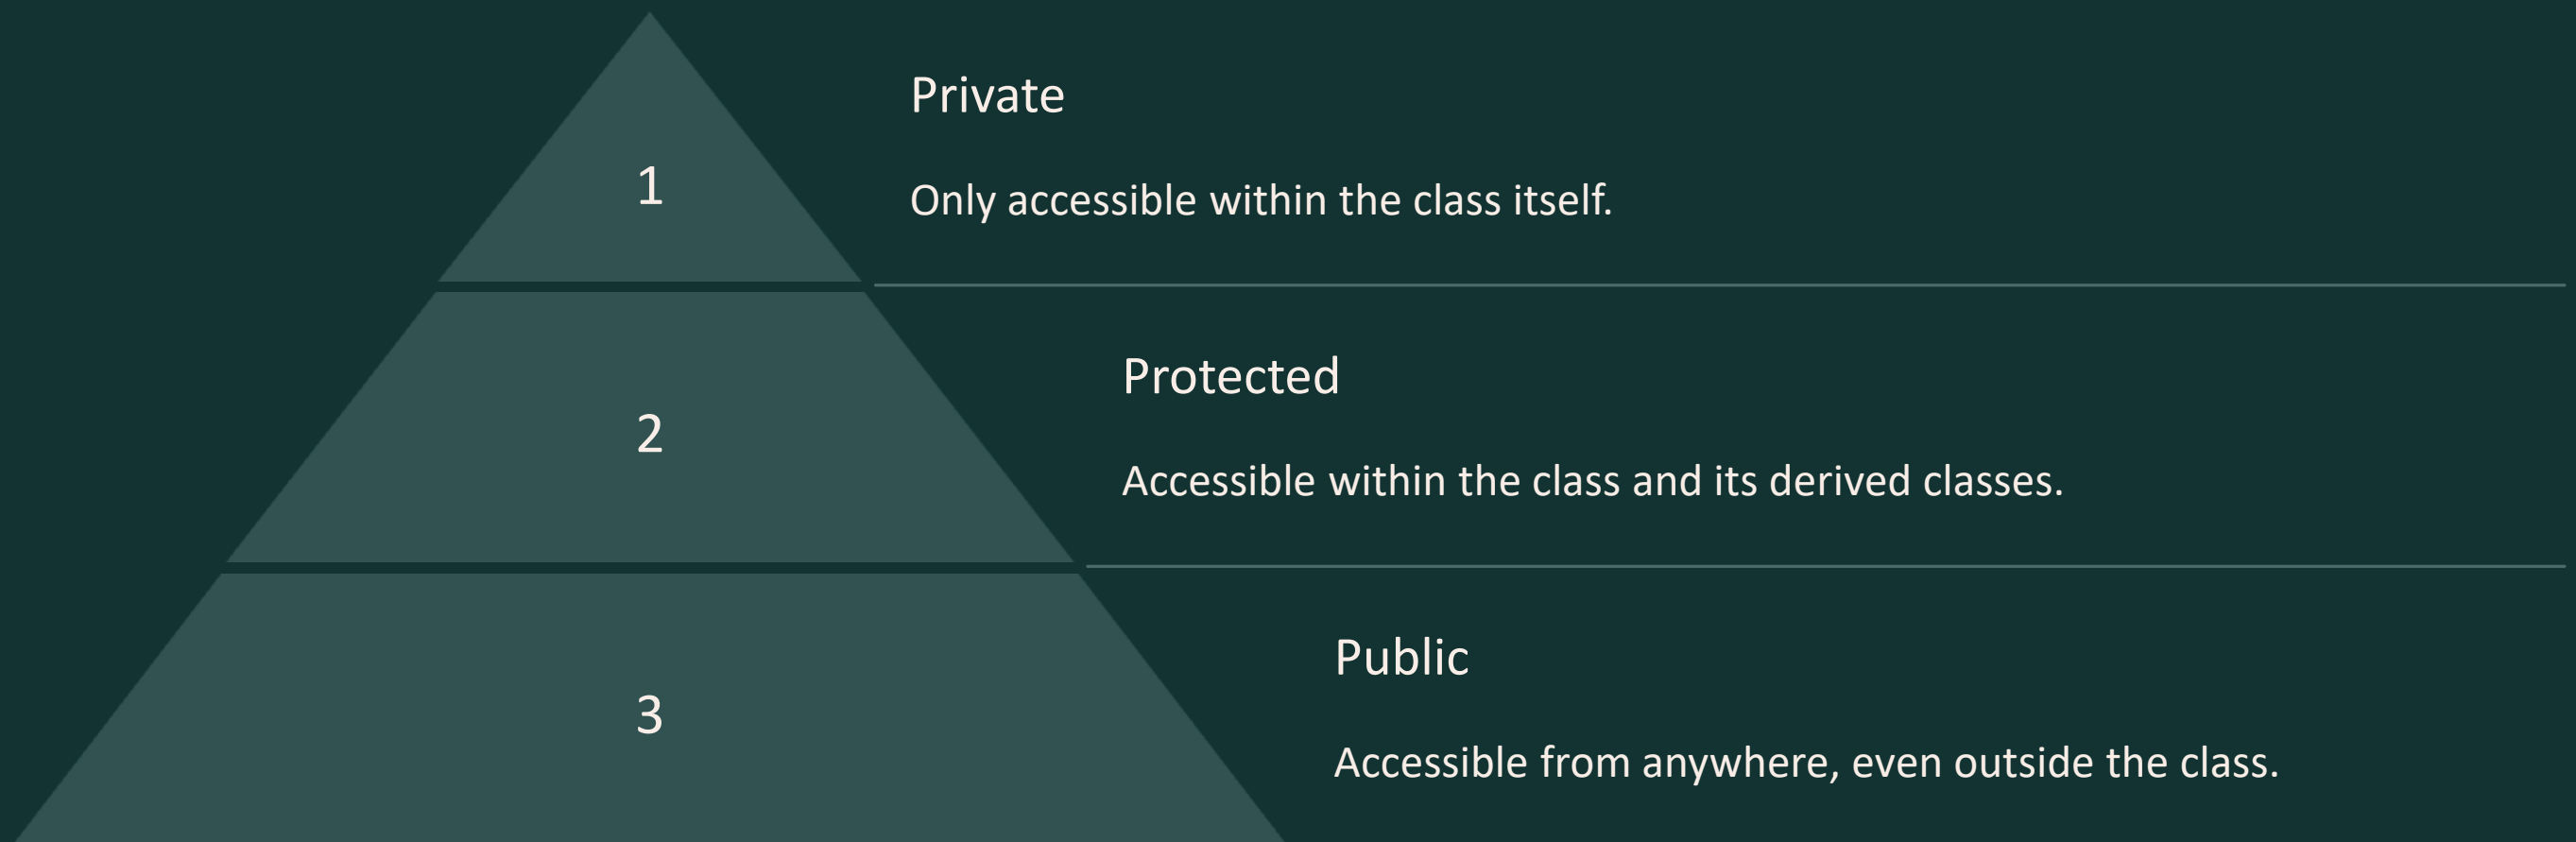 1
Private
Only accessible within the class itself.
2
Protected
Accessible within the class and its derived classes.
3
Public
Accessible from anywhere, even outside the class.